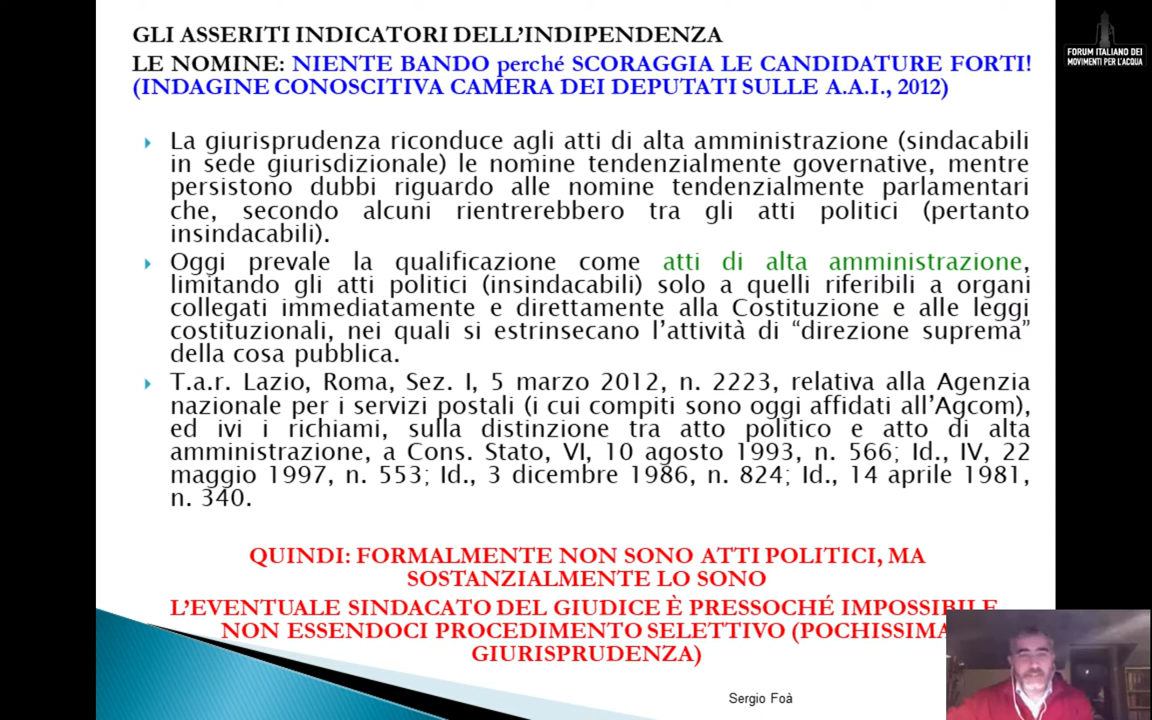 GLI ASSERITI INDICATORI DELL'INDIPENDENZA
LE NOMINE: NIENTE BANDO perché SCORAGGIA LE CANDIDATURE FORTI!
(INDAGINE CONOSCITIVA CAMERA DEI DEPUTATI SULLE A.A.I., 2012)
FORUM ITALIANO DEI
MOVIMENTI PER L'ACQUA
La giurisprudenza riconduce agli atti di alta amministrazione (sindacabili
in sede giurisdizionale) le nomine tendenzialmente governative, mentre
persistono dubbi riguardo alle nomine tendenzialmente parlamentari
che, secondo alcuni rientrerebbero tra gli atti politici (pertanto
insindacabili).
Oggi prevale la qualificazione come atti di alta amministrazione,
limitando gli atti politici (insindacabili) solo a quelli riferibili a organi
collegati immediatamente e direttamente alla Costituzione e alle leggi
costituzionali, nei quali si estrinsecano l'attività di "direzione suprema"
della cosa pubblica.
T.a.r. Lazio, Roma, Sez. I, 5 marzo 2012, n. 2223, relativa alla Agenzia
nazionale per i servizi postali (i cui compiti sono oggi affidati all'Agcom),
ed ivi i richiami, sulla distinzione tra atto politico e atto di alta
amministrazione, a Cons. Stato, VI, 10 agosto 1993, n. 566; Id., IV, 22
maggio 1997, n. 553; Id., 3 dicembre 1986, n. 824; Id., 14 aprile 1981,
n. 340.
QUINDI: FORMALMENTE NON SONO ATTI POLITICI, MA
SOSTANZIALMENTE LO SONO
L'EVENTUALE SINDACATO DEL GIUDICE È PRESSOCHÉ IMPOSSIBILE
NON ESSENDOCI PROCEDIMENTO SELETTIVO (POCHISSIMA
GIURISPRUDENZA)
Sergio Foà